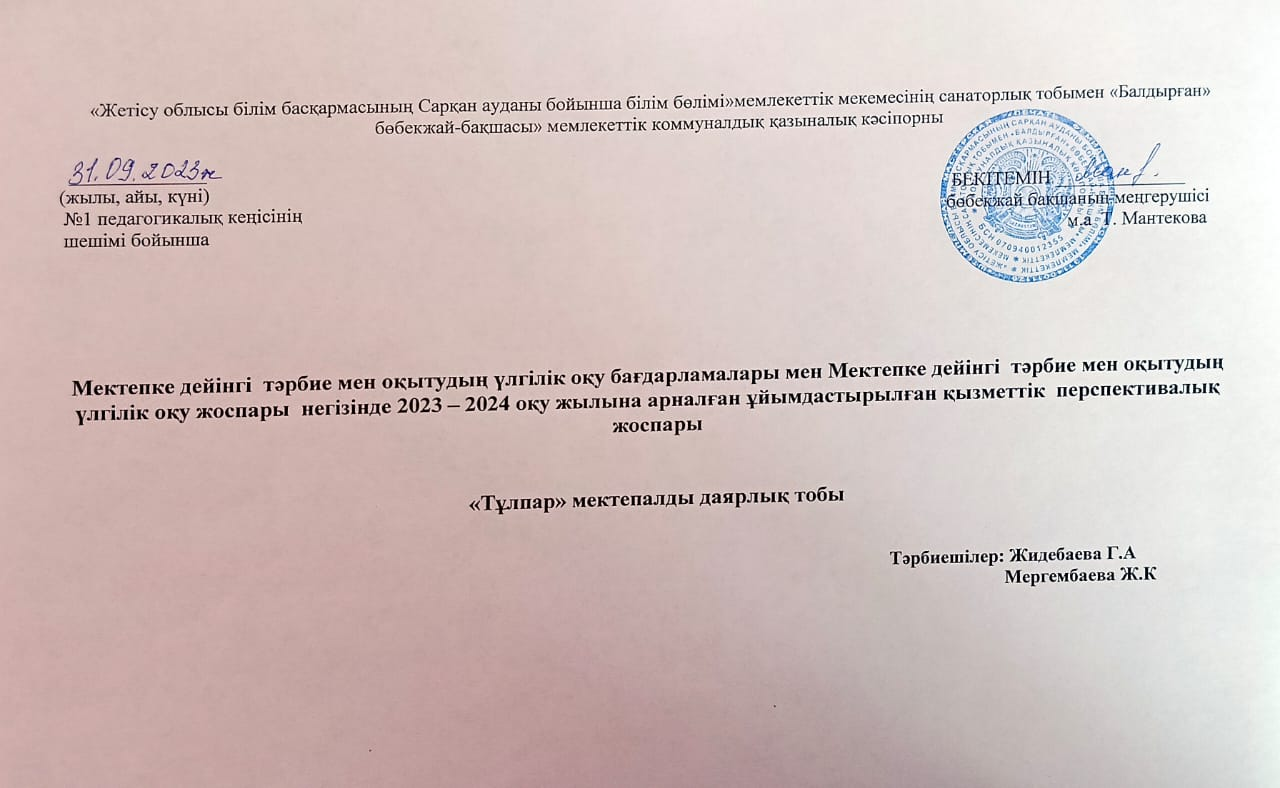 «Жетісу облысы білім басқармасының Сарқан ауданы бойынша білім бөлімі»мемлекеттік мекемесінің санаторлық тобымен «Балдырған»
бөбекжай-бақшасы» мемлекеттік коммуналдық қазыналық кәсіпорны
31.09.2023ж
(жылы, айы, күні)
№1 педагогикалық кеңісінің
шешімі бойынша
БЕКІТЕМІН
бөбекжай бақшаның меңгерушісі
м.а Г. Мантекова
БСН 070940012355
Мектепке дейінгі тәрбие мен оқытудың үлгілік оқу бағдарламалары мен Мектепке дейінгі тәрбие мен оқытудың
үлгілік оқу жоспары негізінде 2023 – 2024 оқу жылына арналған ұйымдастырылған қызметтік перспективалық
жоспары
«Тұлпар» мектепалды даярлық тобы
Тәрбиешілер: Жидебаева Г.А
Мергембаева Ж.К